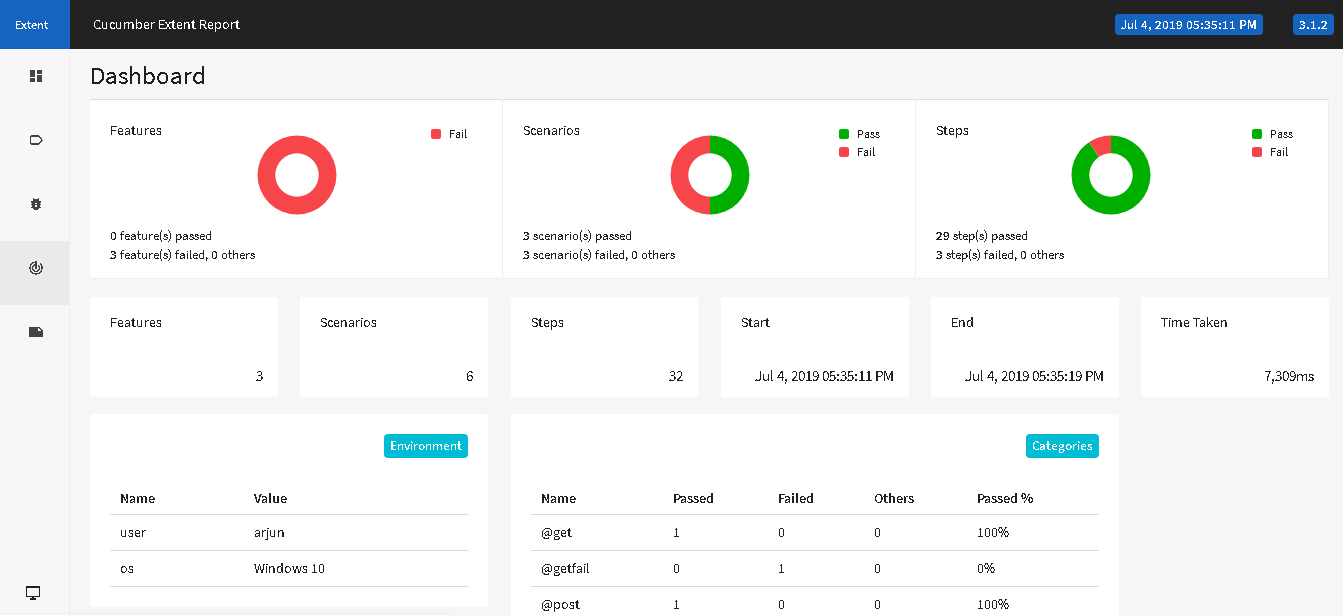 Extent
Cucumber Extent Report
Jul 4, 2019 05:35:11 PM
3.1.2
Dashboard
Features
Fail
0 feature(s) passed
3 feature(s) failed, 0 others
Scenarios
Pass
Fail
3 scenario(s) passed
3 scenario(s) failed, 0 others
Steps
Pass
Fail
29 step(s) passed
3 step(s) failed, 0 others
Features
3
Scenarios
6
Steps
32
Start
Jul 4, 2019 05:35:11 PM
End
Jul 4, 2019 05:35:19 PM
Time Taken
7,309ms
Environment
Name Value
user arjun
os Windows 10
Categories
Name Passed Failed Others Passed %
@get 1 0 0 100%
@getfail 0 1 0 0%
@post 1 0 0 100%